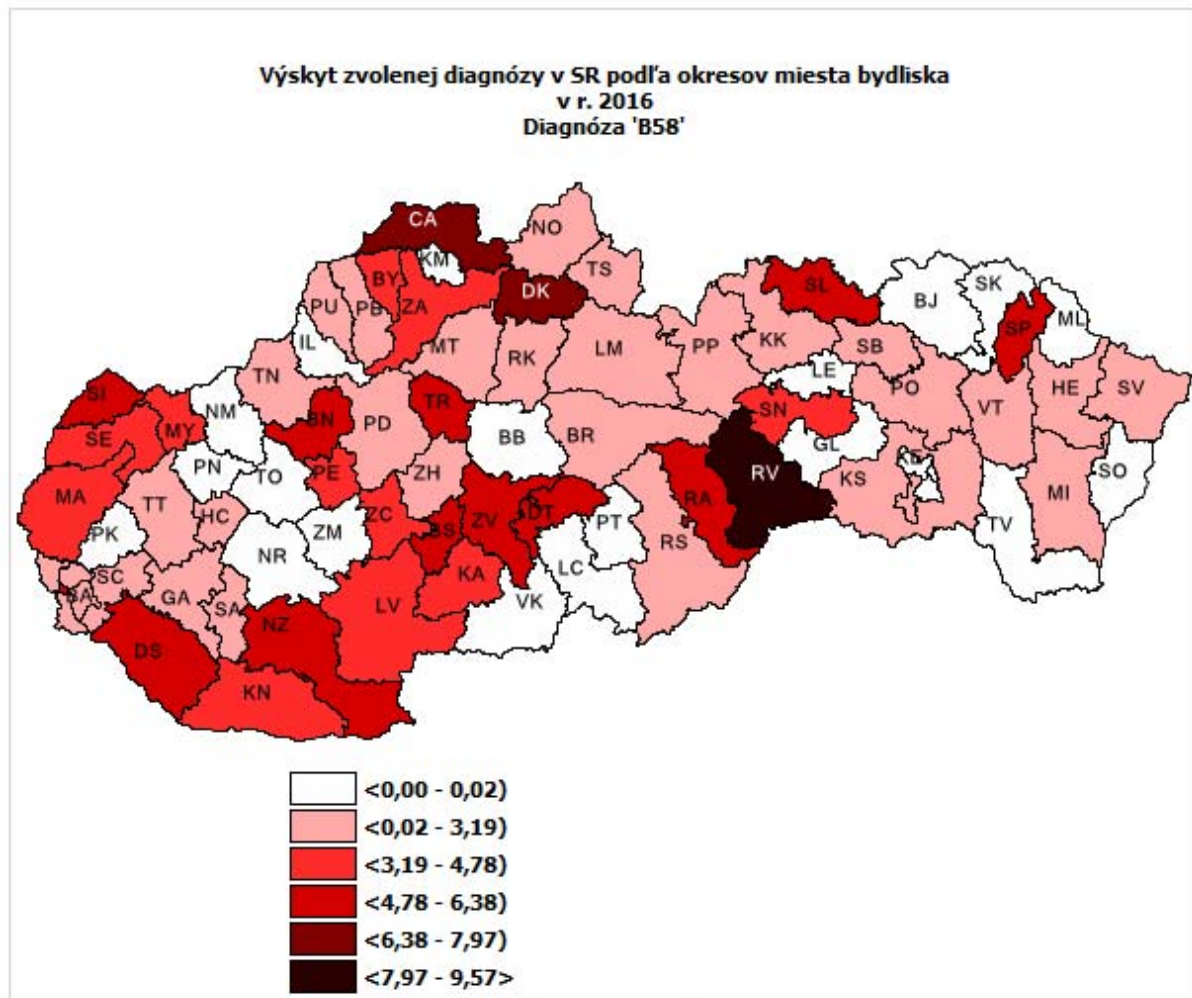 Výskyt zvolenej diagnózy v SR podľa okresov miesta bydliska
v r. 2016
Diagnóza 'B58'
CA
NO
KM
TS
BY
ZA
DK
SL
SK
BJ
ML
PU
PB
SP
IL
MT
RK
LM
PP
KK
SB
TN
LE
HE
SV
SI
BN
TR
PO
NM
PD
SN
VT
SE
MY
BB
BR
GL
PN
TO
PE
ZH
RV
KE
SO
MA
TT
KS
MI
HC
ZC
RA
PK
ZM
BS
ZV
DT
PT
TV
NR
RS
SC
LC
BA
GA
SA
LV
KA
VK
NZ
DS
KN
<0,00 - 0,02)
<0,02 - 3,19)
<3,19 - 4,78)
<4,78 - 6,38)
<6,38 - 7,97)
<7,97 - 9,57>